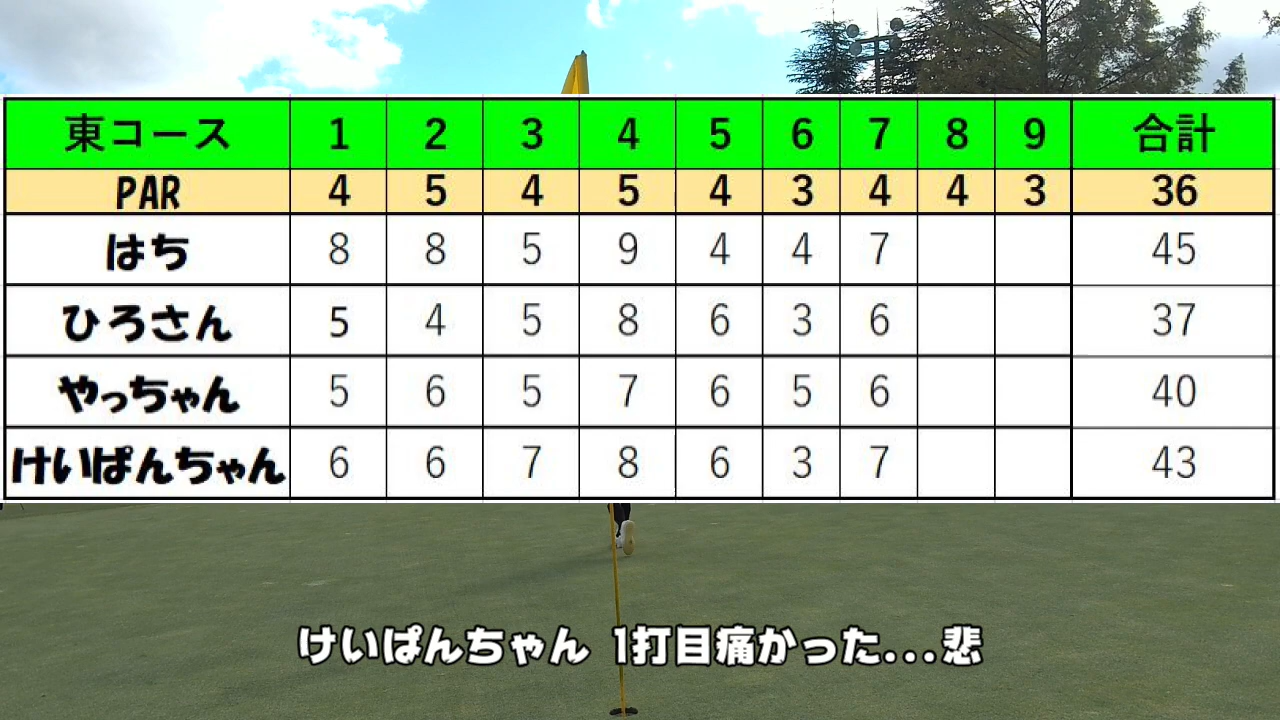 東コース 1 2 3 4 5 6 7 8 9 合計
PAR 4 5 4 5 4 3 4 4 3 36
はち 8 8 5 9 4 4 7 45
ひろさん 5 4 5 8 6 3 6 37
やっちゃん 5 6 5 7 6 5 6 40
けいぱんちゃん 6 6 7 8 6 3 7 43
けいぱんちゃん 1打目痛かった...悲